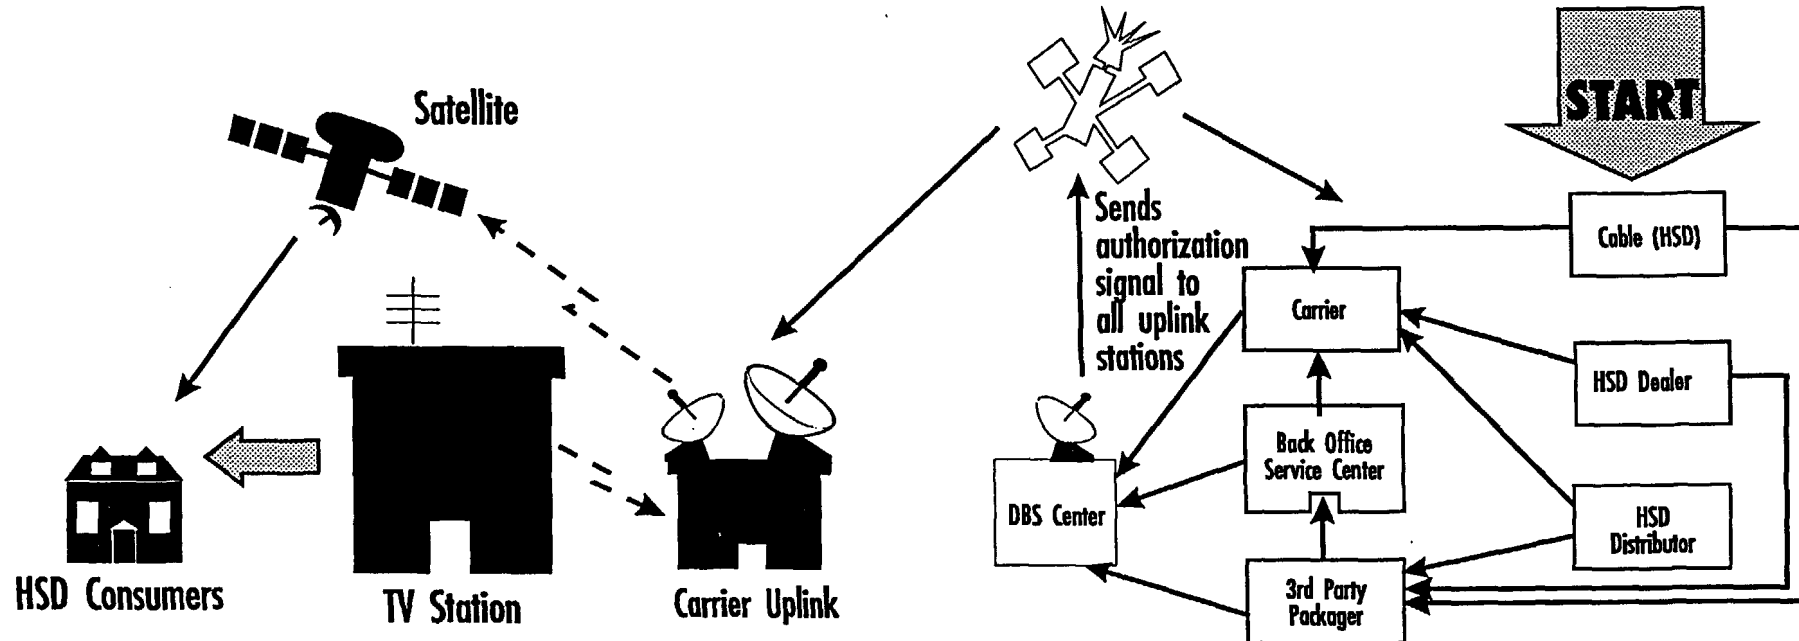 Satellite
START
Sends
authorization
signal to
all uplink
stations
Cable (HSD)
Carrier
HSD Dealer
Back Office
Service Center
DBS Center
HSD
Distributor
3rd Party
Packager
HSD Consumers
TV Station
Carrier Uplink